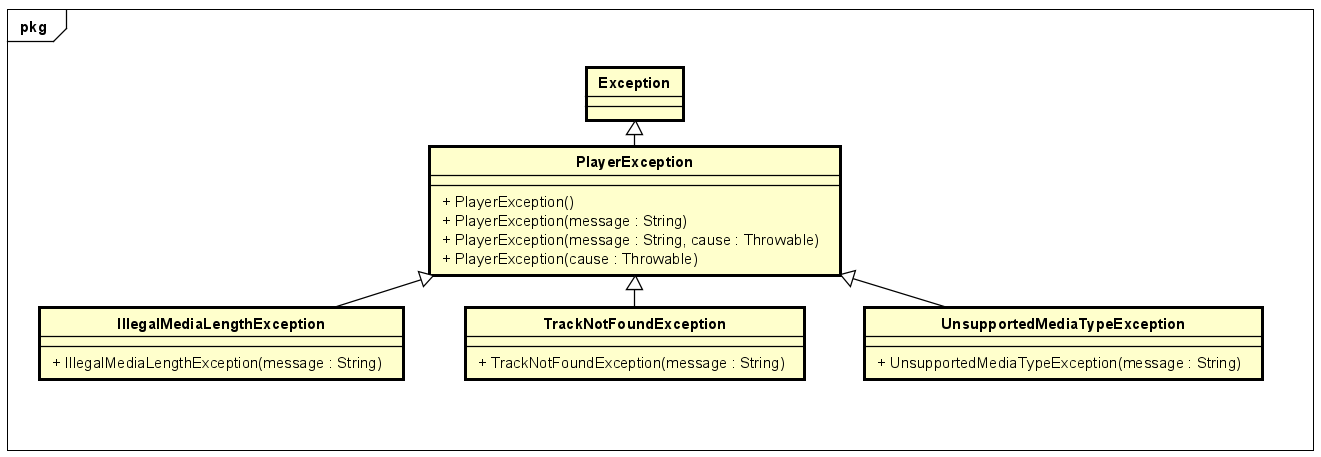 pkg
Exception
PlayerException
+ PlayerException()
+ PlayerException(message : String)
+ PlayerException(message : String, cause : Throwable)
+ PlayerException(cause : Throwable)
IllegalMediaLengthException
+ IllegalMediaLengthException(message : String)
TrackNotFoundException
+ TrackNotFoundException(message : String)
UnsupportedMediaTypeException
+ UnsupportedMediaTypeException(message : String)